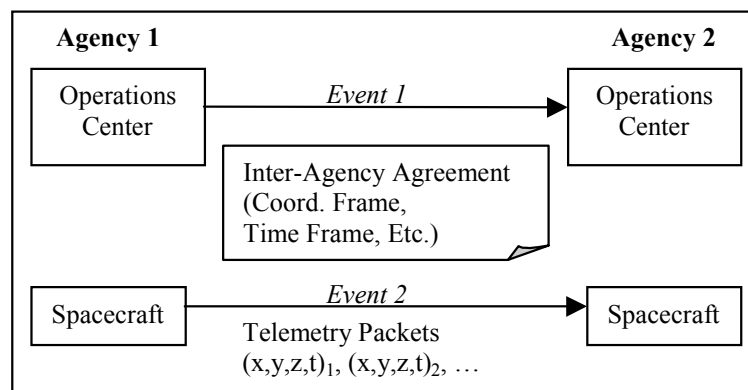 Agency 1
Agency 2
Operations
Center
Event 1
Operations
Center
Inter-Agency Agreement
(Coord. Frame,
Time Frame, Etc.)
Spacecraft
Event 2
Spacecraft
Telemetry Packets
(x,y,z,t)₁, (x,y,z,t)₂, …